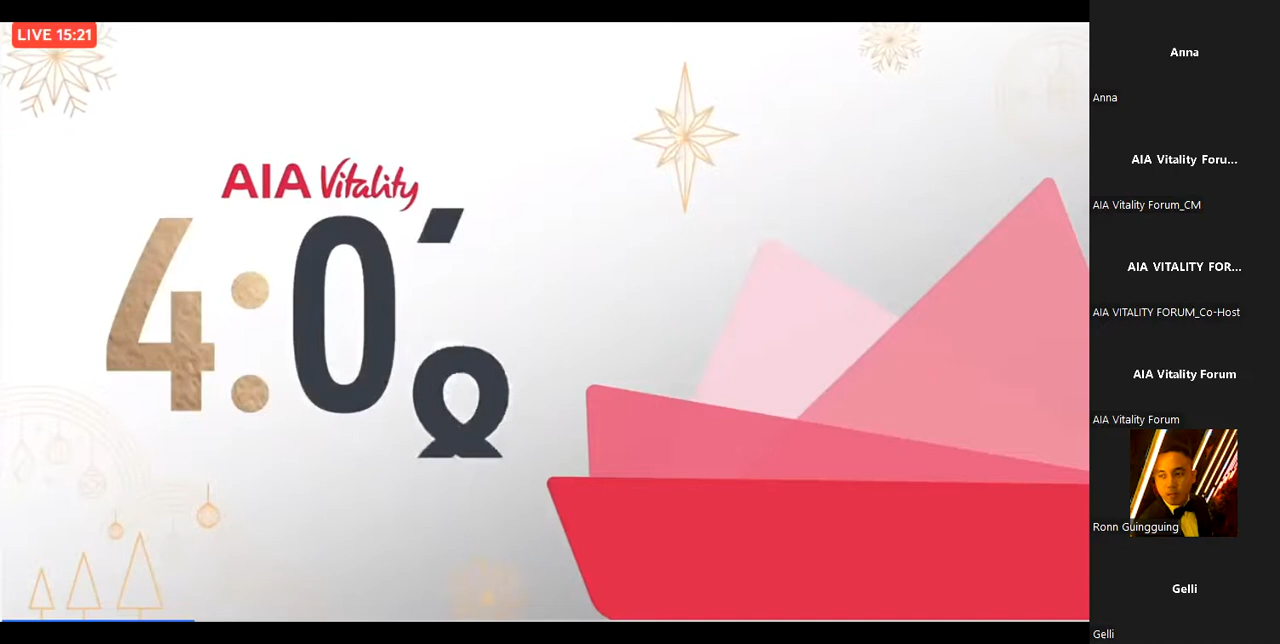 LIVE 15:21
AIA Vitality
4:0
Anna
Anna
AIA Vitality Foru...
AIA Vitality Forum_CM
AIA VITALITY FOR...
AIA VITALITY FORUM_Co-Host
AIA Vitality Forum
AIA Vitality Forum
Ronn Guingguing
Gelli
Gelli